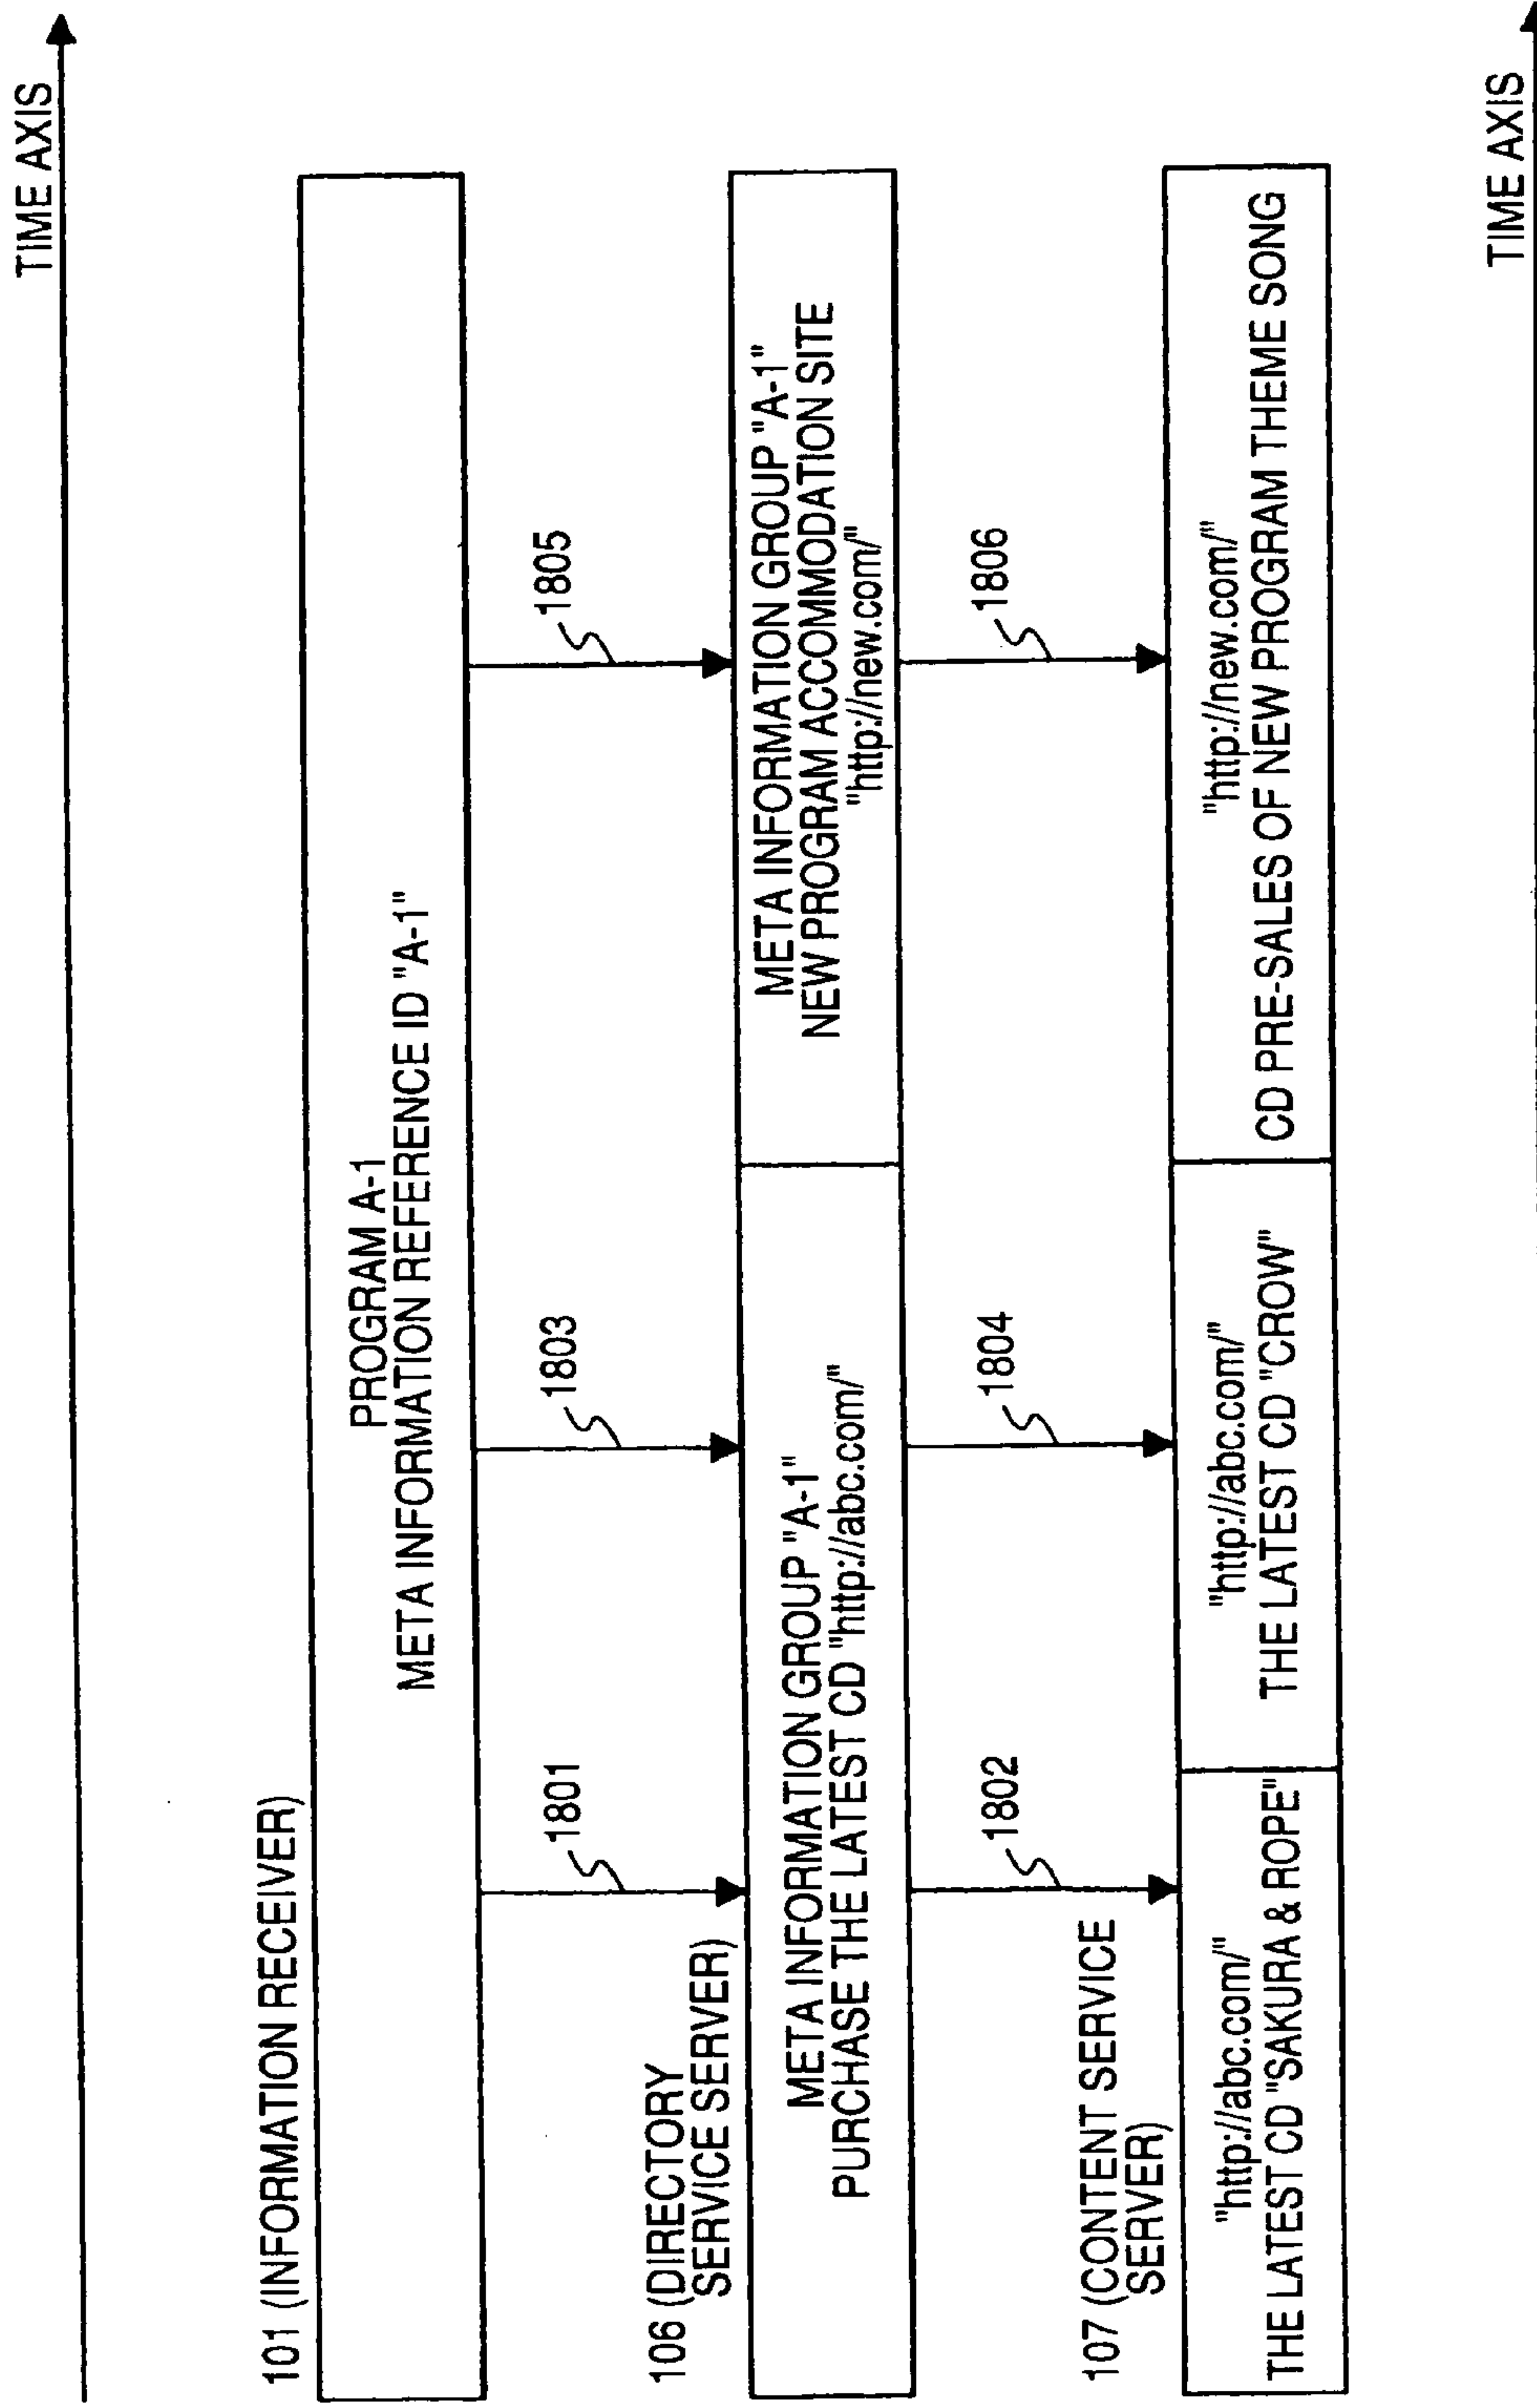 TIME AXIS
101 (INFORMATION RECEIVER)
PROGRAM A-1
META INFORMATION REFERENCE ID "A-1"
1801
1803
1805
106 (DIRECTORY
SERVICE SERVER)
META INFORMATION GROUP "A-1"
PURCHASE THE LATEST CD "http://abc.com/"
META INFORMATION GROUP "A-1"
NEW PROGRAM ACCOMMODATION SITE
"http://new.com/"
1802
1804
1806
107 (CONTENT SERVICE
SERVER)
"http://abc.com/"
THE LATEST CD "SAKURA & ROPE"
"http://abc.com/"
THE LATEST CD "CROW"
"http://new.com/"
CD PRE-SALES OF NEW PROGRAM THEME SONG
TIME AXIS